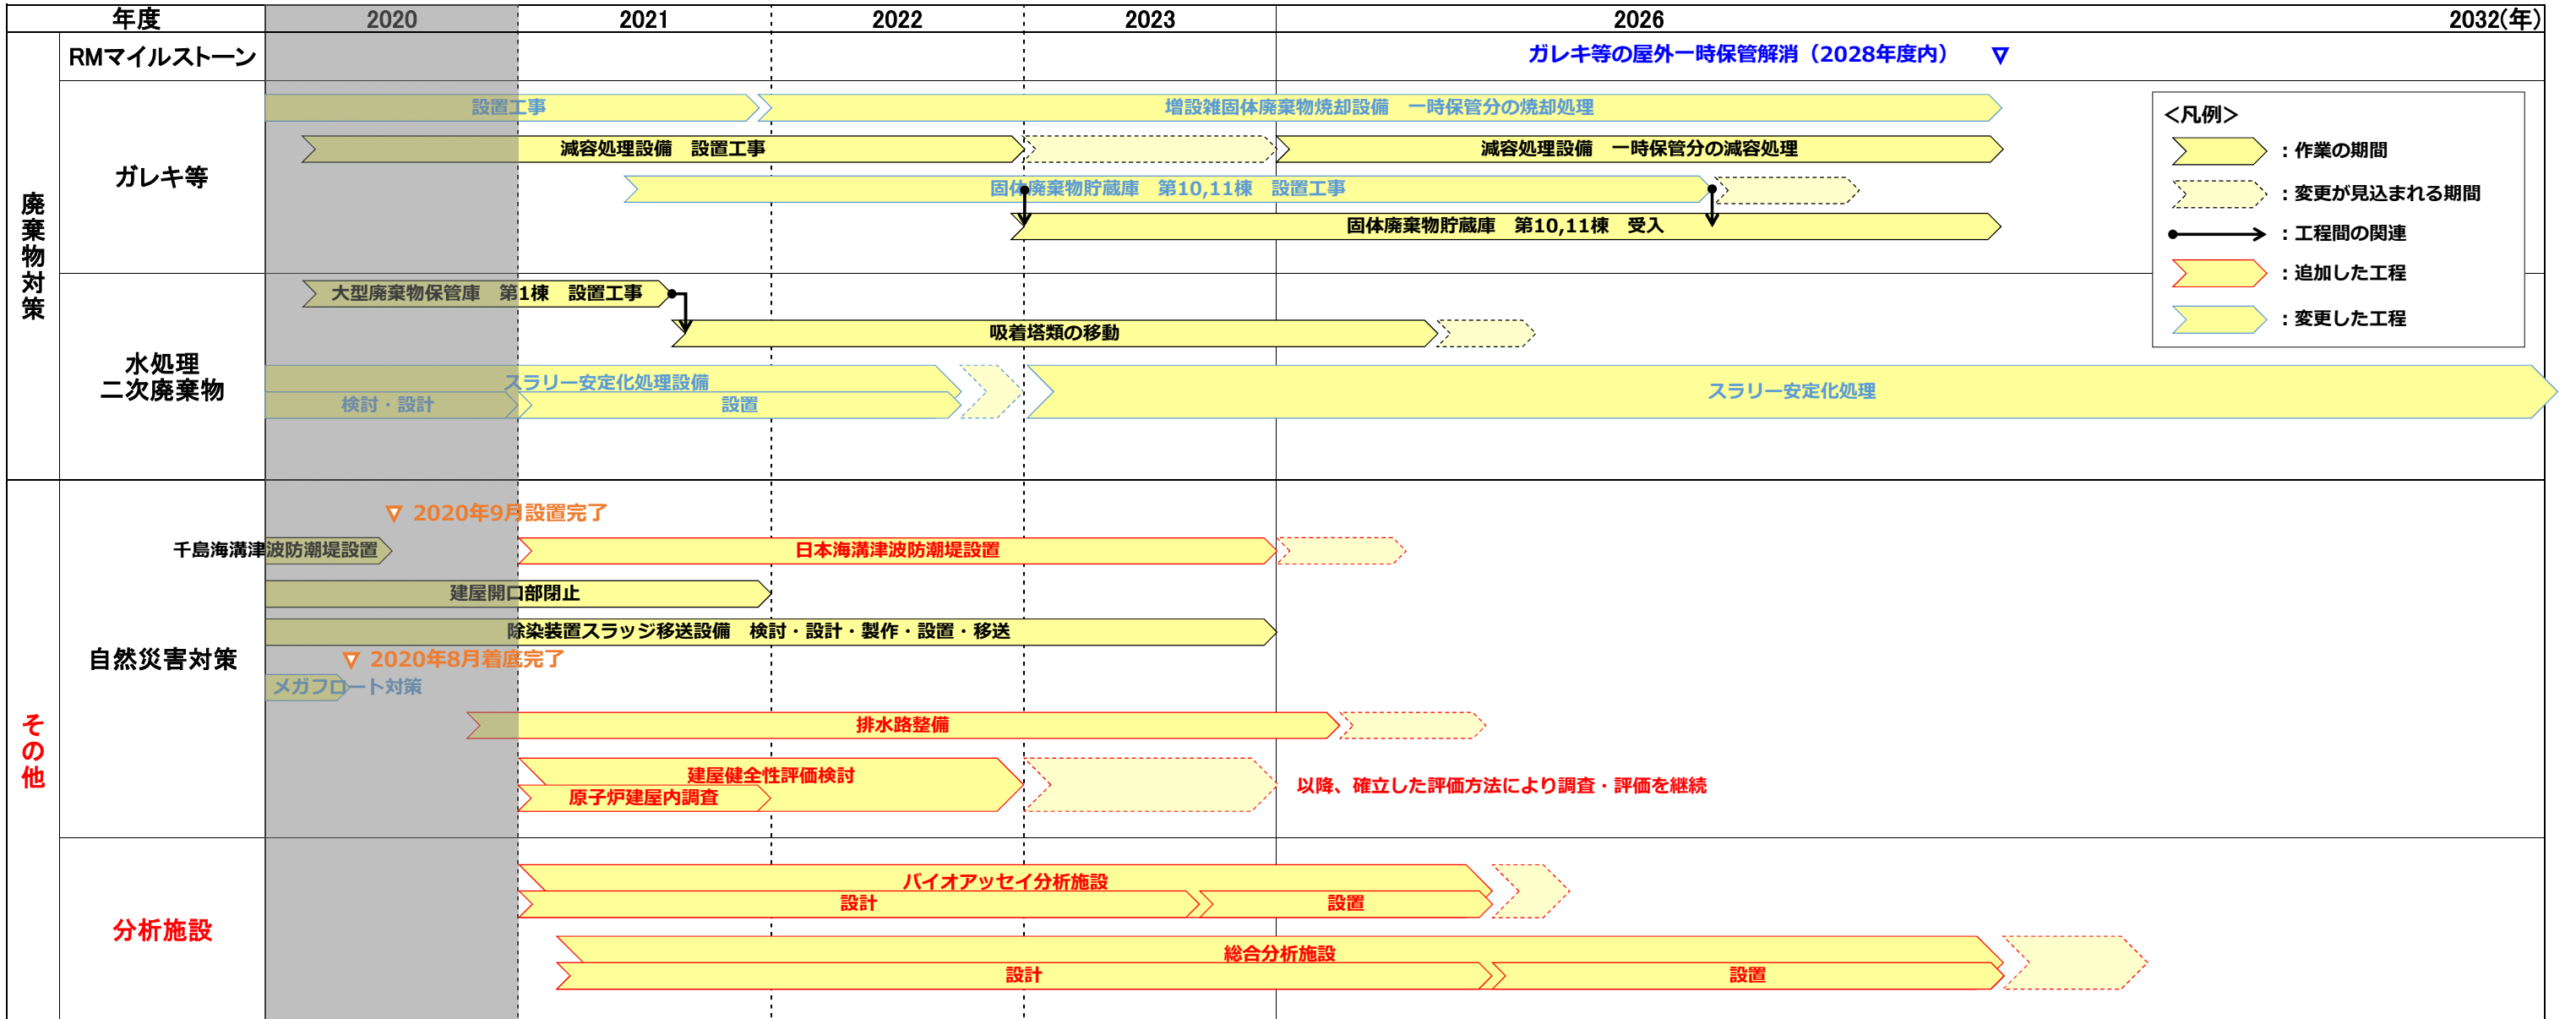 年度 2020 2021 2022 2023 2026 2032(年)
廃棄物対策
RMマイルストーン
ガレキ等の屋外一時保管解消（2028年度内） ▽
ガレキ等
設置工事
増設雑固体廃棄物焼却設備　一時保管分の焼却処理
減容処理設備　設置工事
減容処理設備　一時保管分の減容処理
固体廃棄物貯蔵庫　第10,11棟　設置工事
固体廃棄物貯蔵庫　第10,11棟　受入
＜凡例＞
：作業の期間
：変更が見込まれる期間
：工程間の関連
：追加した工程
：変更した工程
水処理
二次廃棄物
大型廃棄物保管庫　第1棟　設置工事
吸着塔類の移動
スラリー安定化処理設備
検討・設計
設置
スラリー安定化処理
その他
自然災害対策
▽ 2020年9月設置完了
千島海溝津波防潮堤設置
日本海溝津波防潮堤設置
建屋開口部閉止
除染装置スラッジ移送設備　検討・設計・製作・設置・移送
▽ 2020年8月着底完了
メガフロート対策
排水路整備
建屋健全性評価検討
原子炉建屋内調査
以降、確立した評価方法により調査・評価を継続
分析施設
バイオアッセイ分析施設
設計
設置
総合分析施設
設計
設置